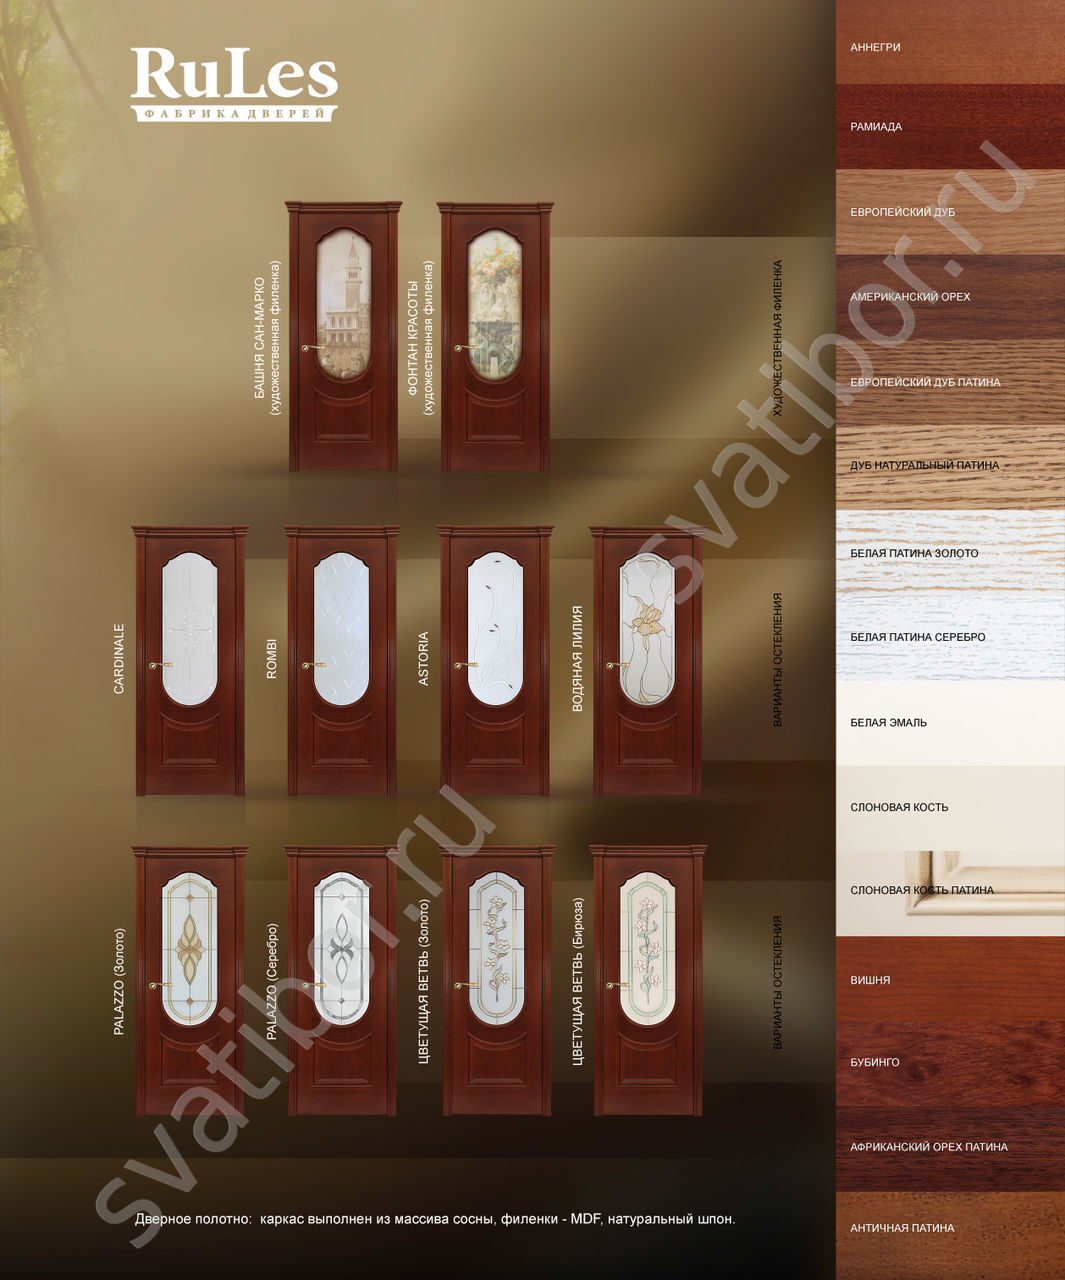 RuLes
ФАБРИКА ДВЕРЕЙ
БАШНЯ САН-МАРКО
(художественная филенка)
ФОНТАН КРАСОТЫ
(художественная филенка)
ХУДОЖЕСТВЕННАЯ ФИЛЕНКА
CARDINALE
ROMBI
ASTORIA
ВОДЯНАЯ ЛИЛИЯ
ВАРИАНТЫ ОСТЕКЛЕНИЯ
PALAZZO (Золото)
PALAZZO (Серебро)
ЦВЕТУЩАЯ ВЕТВЬ (Золото)
ЦВЕТУЩАЯ ВЕТВЬ (Бирюза)
ВАРИАНТЫ ОСТЕКЛЕНИЯ
Дверное полотно: каркас выполнен из массива сосны, филенки - MDF, натуральный шпон.
АННЕГРИ
РАМИАДА
ЕВРОПЕЙСКИЙ ДУБ
АМЕРИКАНСКИЙ ОРЕХ
ЕВРОПЕЙСКИЙ ДУБ ПАТИНА
ДУБ НАТУРАЛЬНЫЙ ПАТИНА
БЕЛАЯ ПАТИНА ЗОЛОТО
БЕЛАЯ ПАТИНА СЕРЕБРО
БЕЛАЯ ЭМАЛЬ
СЛОНОВАЯ КОСТЬ
СЛОНОВАЯ КОСТЬ ПАТИНА
ВИШНЯ
БУБИНГО
АФРИКАНСКИЙ ОРЕХ ПАТИНА
АНТИЧНАЯ ПАТИНА
svatibor.ru
svatibor.ru